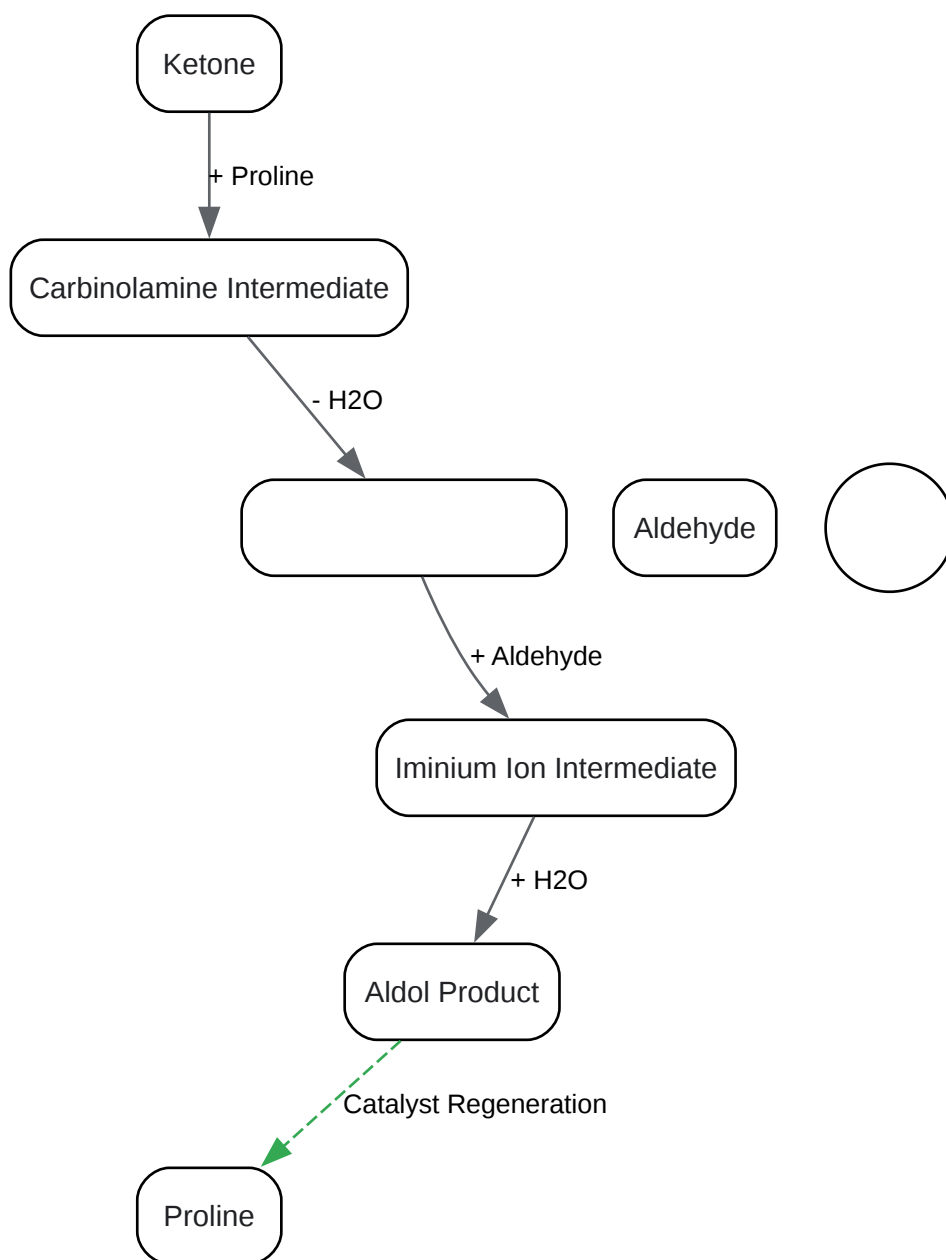 Ketone
+ Proline
Carbinolamine Intermediate
- H2O
Aldehyde
+ Aldehyde
Iminium Ion Intermediate
+ H2O
Aldol Product
Catalyst Regeneration
Proline